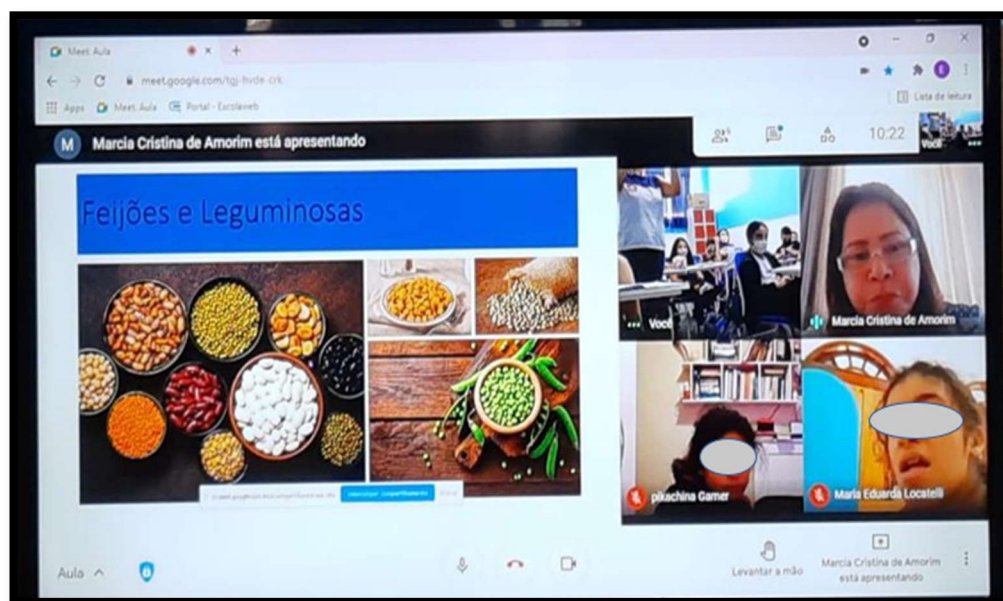 Meet Aula
meet.google.com/tgj-hvde-crk
Apps Meet Aula Portal - Escolaweb Lista de leitura
M Marcia Cristina de Amorim está apresentando
5
10:22
Você
Feijões e Leguminosas
Você
Marcia Cristina de Amorim
pikachina Gamer
Maria Eduarda Locatelli
Aula
Levantar a mão
Marcia Cristina de Amorim
está apresentando